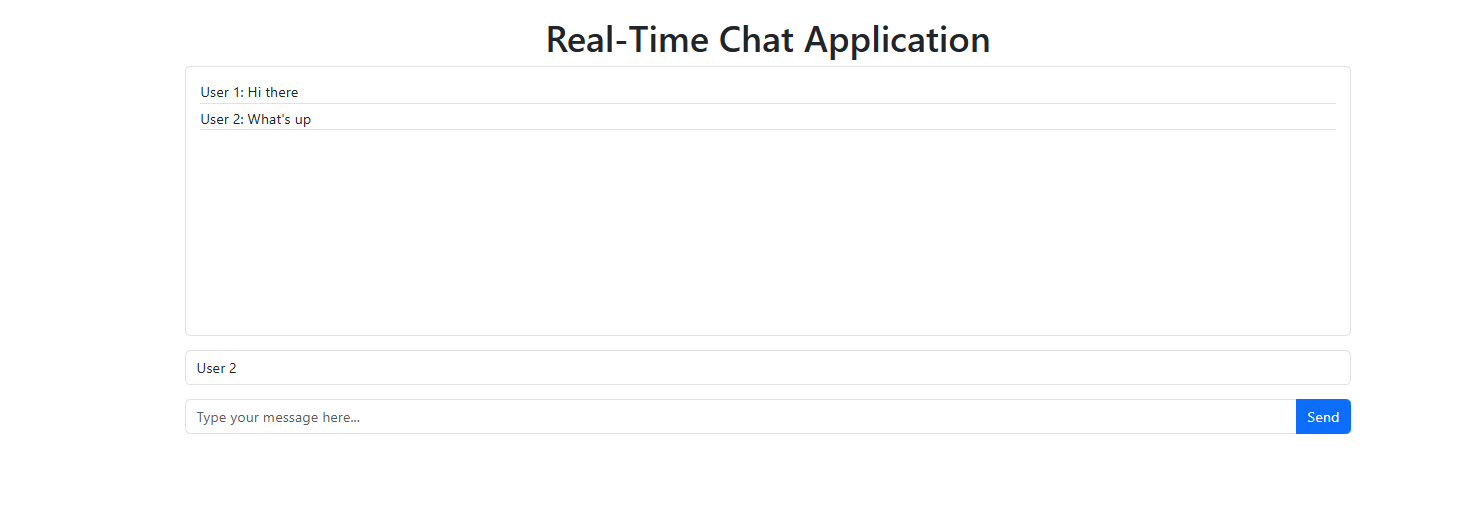 Real-Time Chat Application
User 1: Hi there
User 2: What's up
User 2
Type your message here...
Send